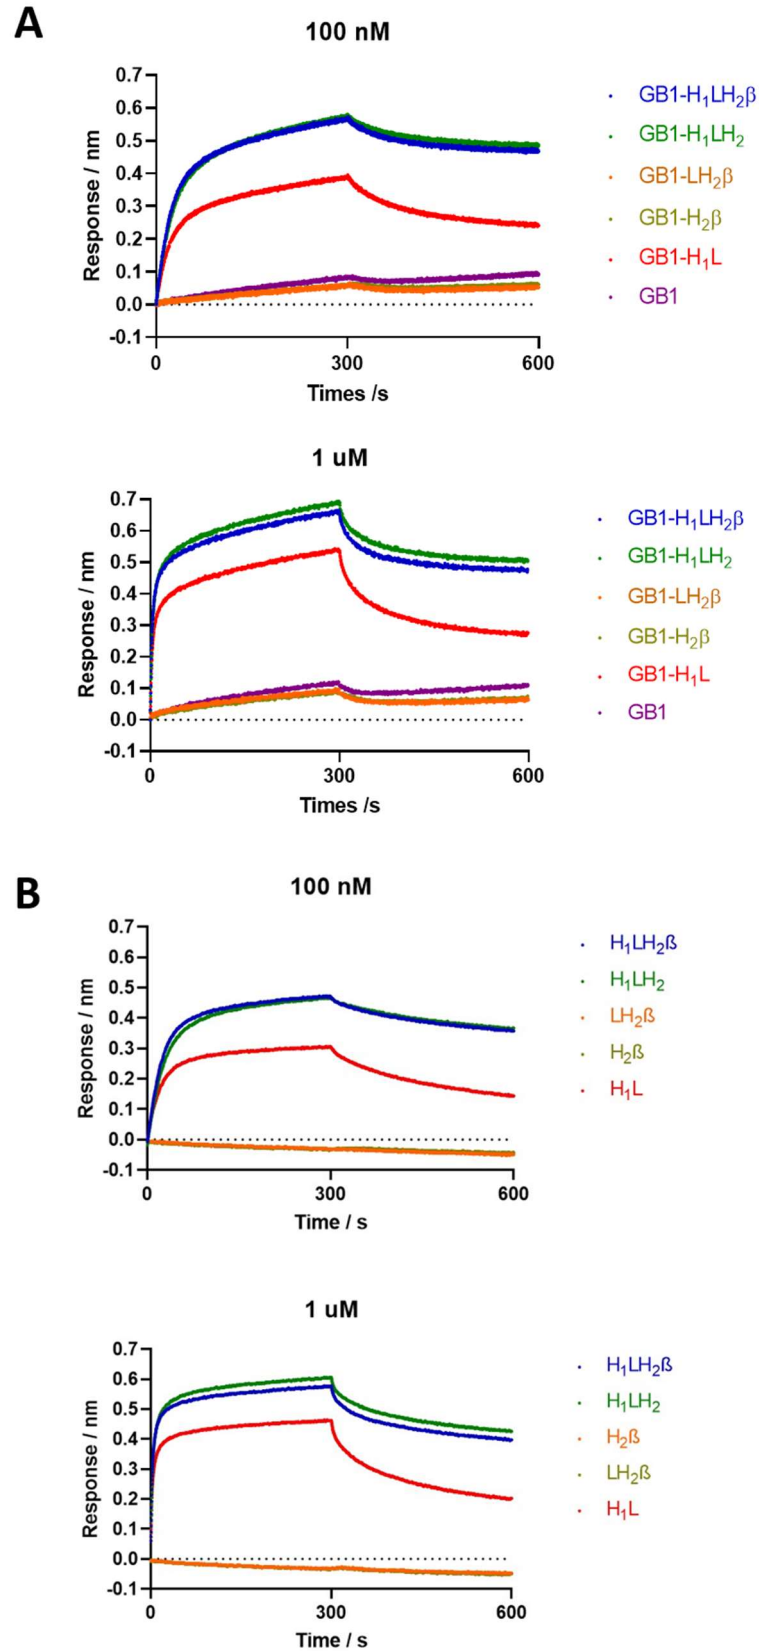 A
100 nM
Response / nm
0.7
0.6
0.5
0.4
0.3
0.2
0.1
0.0
-0.1
0
300
600
Times /s
GB1-H₁LH₂β
GB1-H₁LH₂
GB1-LH₂β
GB1-H₂β
GB1-H₁L
GB1
1 uM
Response / nm
0.7
0.6
0.5
0.4
0.3
0.2
0.1
0.0
-0.1
0
300
600
Times /s
GB1-H₁LH₂β
GB1-H₁LH₂
GB1-LH₂β
GB1-H₂β
GB1-H₁L
GB1
B
100 nM
Response / nm
0.7
0.6
0.5
0.4
0.3
0.2
0.1
0.0
-0.1
0
300
600
Time / s
H₁LH₂ß
H₁LH₂
LH₂ß
H₂ß
H₁L
1 uM
Response / nm
0.7
0.6
0.5
0.4
0.3
0.2
0.1
0.0
-0.1
0
300
600
Time / s
H₁LH₂ß
H₁LH₂
H₂ß
LH₂ß
H₁L